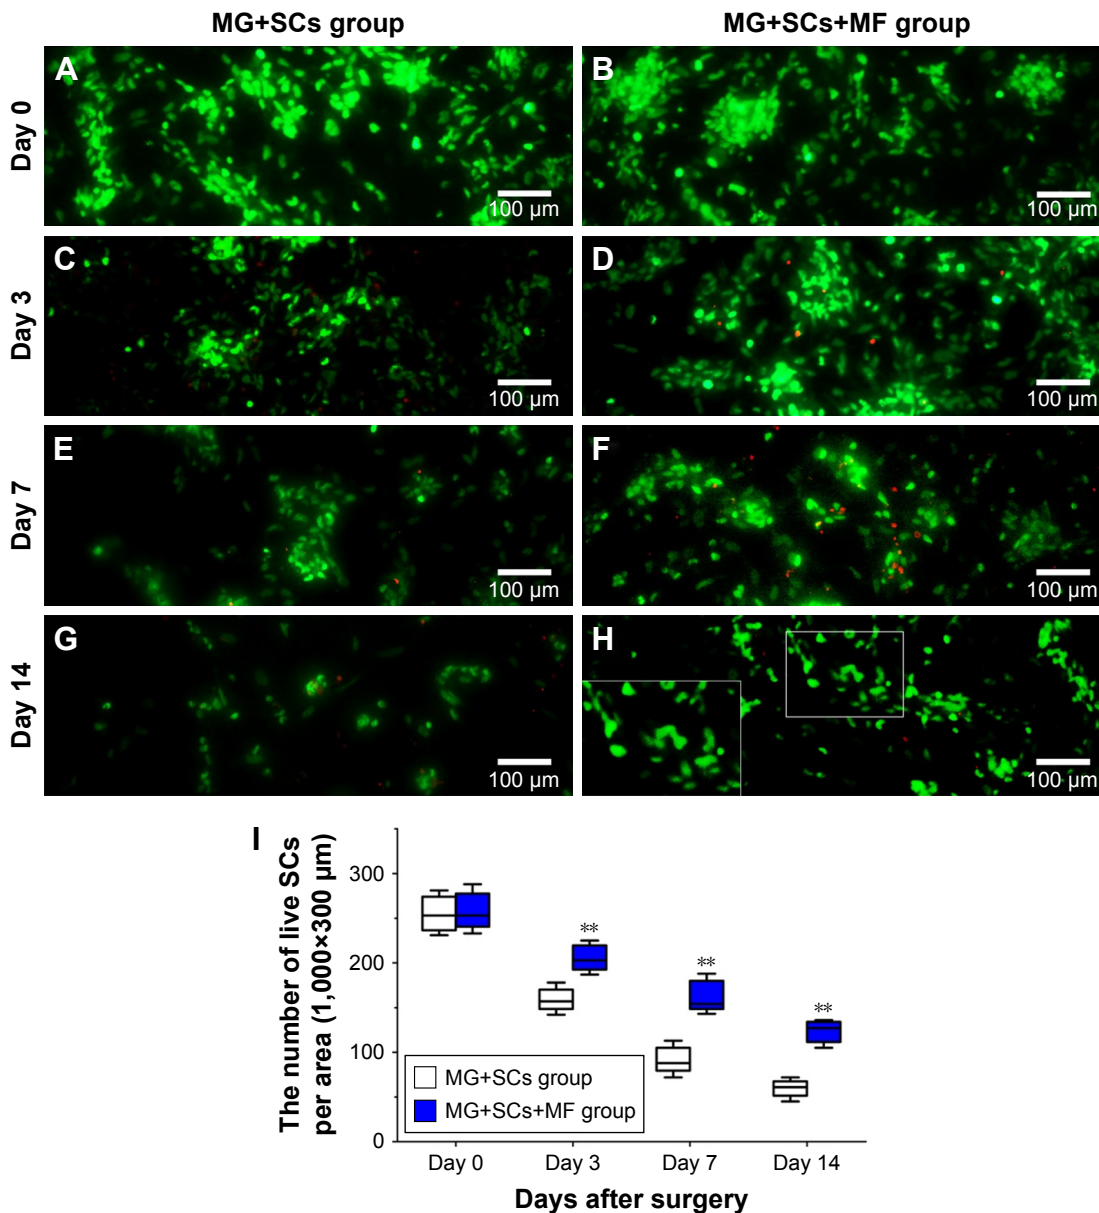 MG+SCs group
MG+SCs+MF group
Day 0
A
100 µm
B
100 µm
Day 3
C
100 µm
D
100 µm
Day 7
E
100 µm
F
100 µm
Day 14
G
100 µm
H
100 µm
I
The number of live SCs
per area (1,000×300 µm)
300
200
100
0
**
**
**
MG+SCs group
MG+SCs+MF group
Day 0
Day 3
Day 7
Day 14
Days after surgery